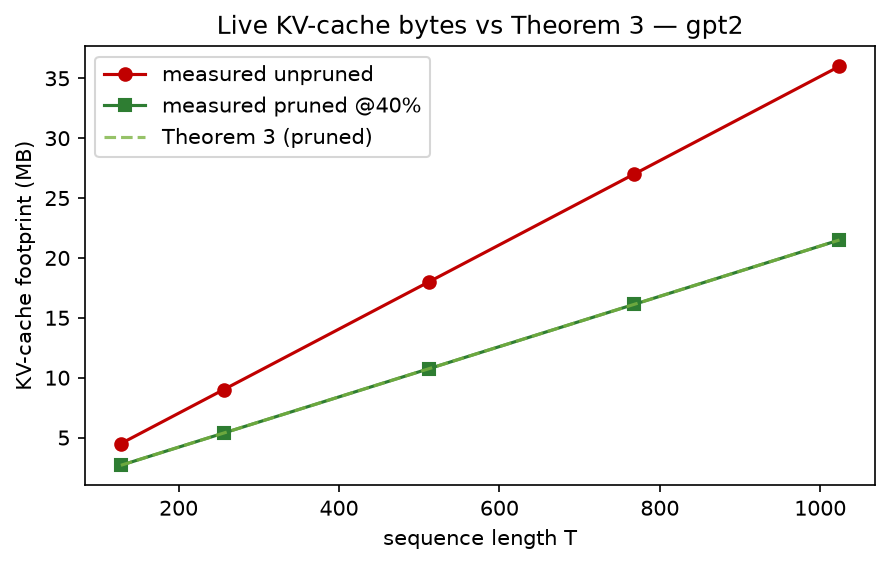 Live KV-cache bytes vs Theorem 3 — gpt2
measured unpruned
measured pruned @40%
Theorem 3 (pruned)
KV-cache footprint (MB)
35
30
25
20
15
10
5
200 400 600 800 1000
sequence length T